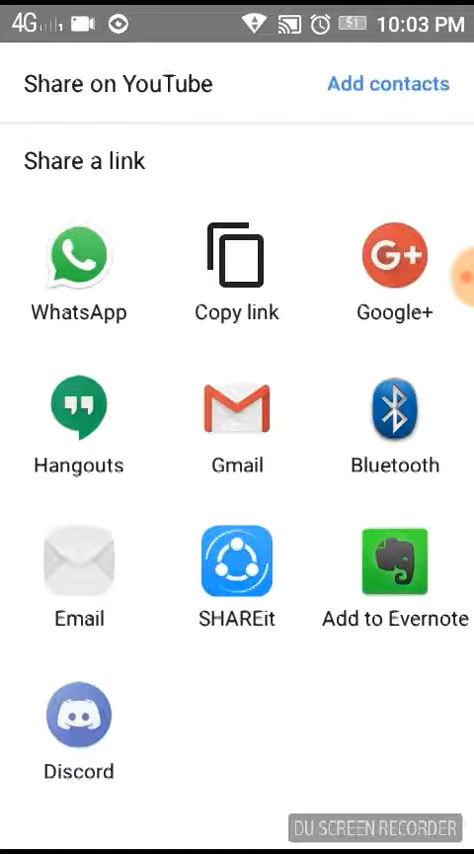 4G 51 10:03 PM
Share on YouTube Add contacts
Share a link
G+
WhatsApp Copy link Google+
Hangouts Gmail Bluetooth
Email SHAREit Add to Evernote
Discord
DU SCREEN RECORDER